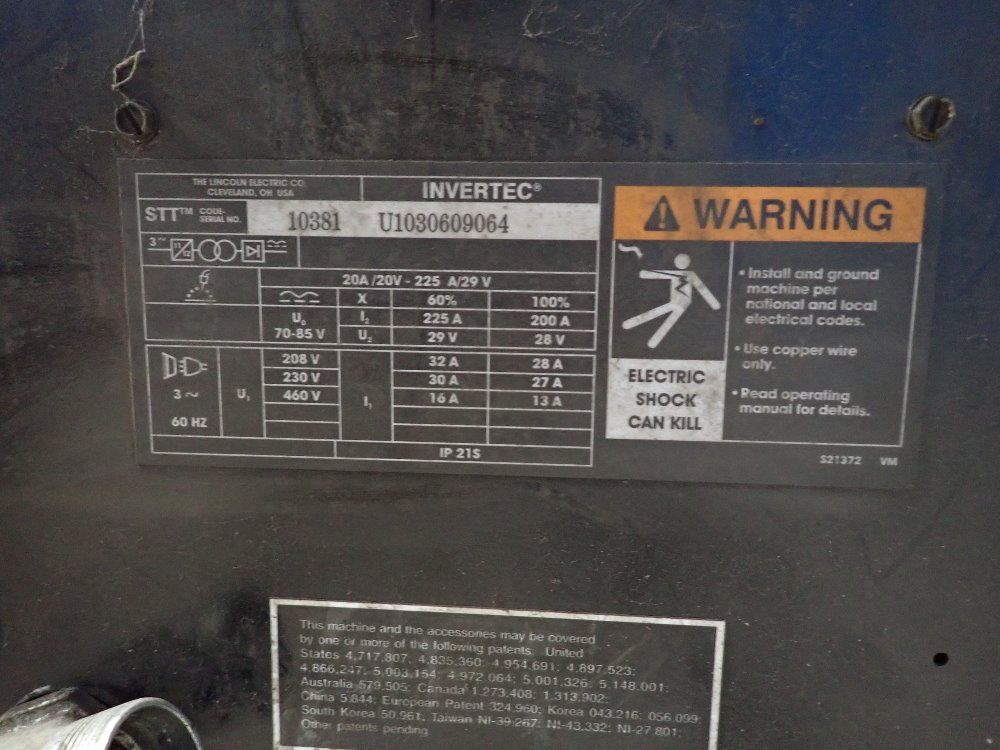 THE LINCOLN ELECTRIC CO.
CLEVELAND, OH USA
INVERTEC®
STT™ CODE-
SERIAL NO.
10381 U1030609064
3~
f1
f2
20A /20V - 225 A/29 V
X 60% 100%
U0
70-85 V
I2 225 A 200 A
U2 29 V 28 V
3 ~
60 HZ
U1
208 V
230 V
460 V
I1
32 A 28 A
30 A 27 A
16 A 13 A
IP 21S
WARNING
ELECTRIC
SHOCK
CAN KILL
• Install and ground
machine per
national and local
electrical codes.
• Use copper wire
only.
• Read operating
manual for details.
S21372 VM
This machine and the accessories may be covered
by one or more of the following patents: United
States 4,717,807; 4,835,360; 4,954,691; 4,897,523;
4,866,247; 5,003,154; 4,972,064; 5,001,326; 5,148,001;
Australia 579,505; Canada 1,273,408; 1,313,902;
China 5,844; European Patent 324,960; Korea 043,216; 056,099;
South Korea 50,961; Taiwan NI-39,267; NI-43,332; NI-27,801;
Other patents pending.